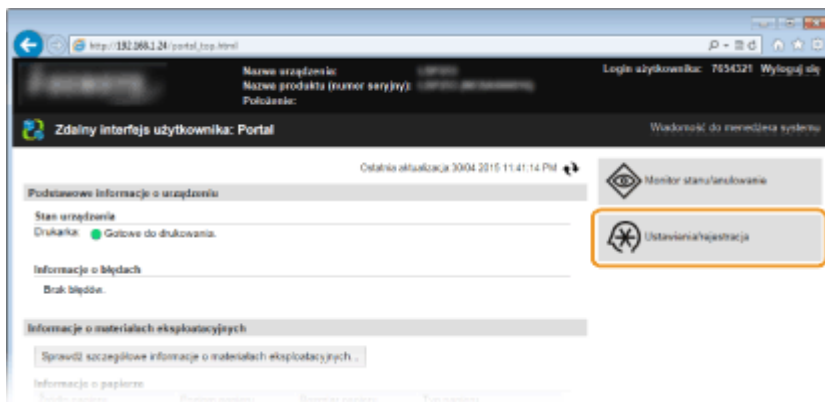 http://192.168.1.24/portal_top.html
Nazwa urządzenia:
Nazwa produktu (numer seryjny):
Położenie:
Login użytkownika: 7654321 Wyloguj się
Zdalny interfejs użytkownika: Portal
Wiadomość do menedżera systemu
Ostatnia aktualizacja 30/04 2015 11:41:14 PM
Podstawowe informacje o urządzeniu
Stan urządzenia
Drukarka: Gotowe do drukowania.
Informacje o błędach
Brak błędów.
Informacje o materiałach eksploatacyjnych
Sprawdź szczegółowe informacje o materiałach eksploatacyjnych...
Informacje o papierze
Monitor stanu/anulowanie
Ustawienia/rejestracja